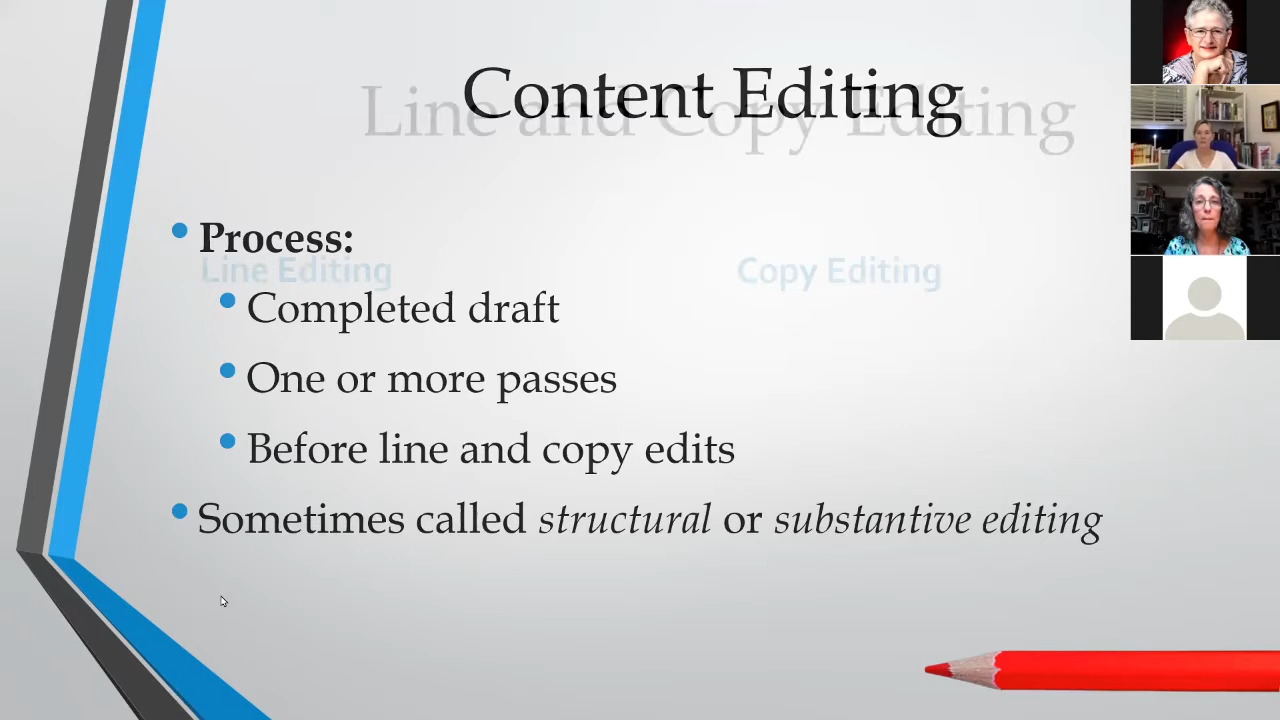 Content Editing
Line and Copy Editing
Process:
Line Editing
Copy Editing
Completed draft
One or more passes
Before line and copy edits
Sometimes called structural or substantive editing